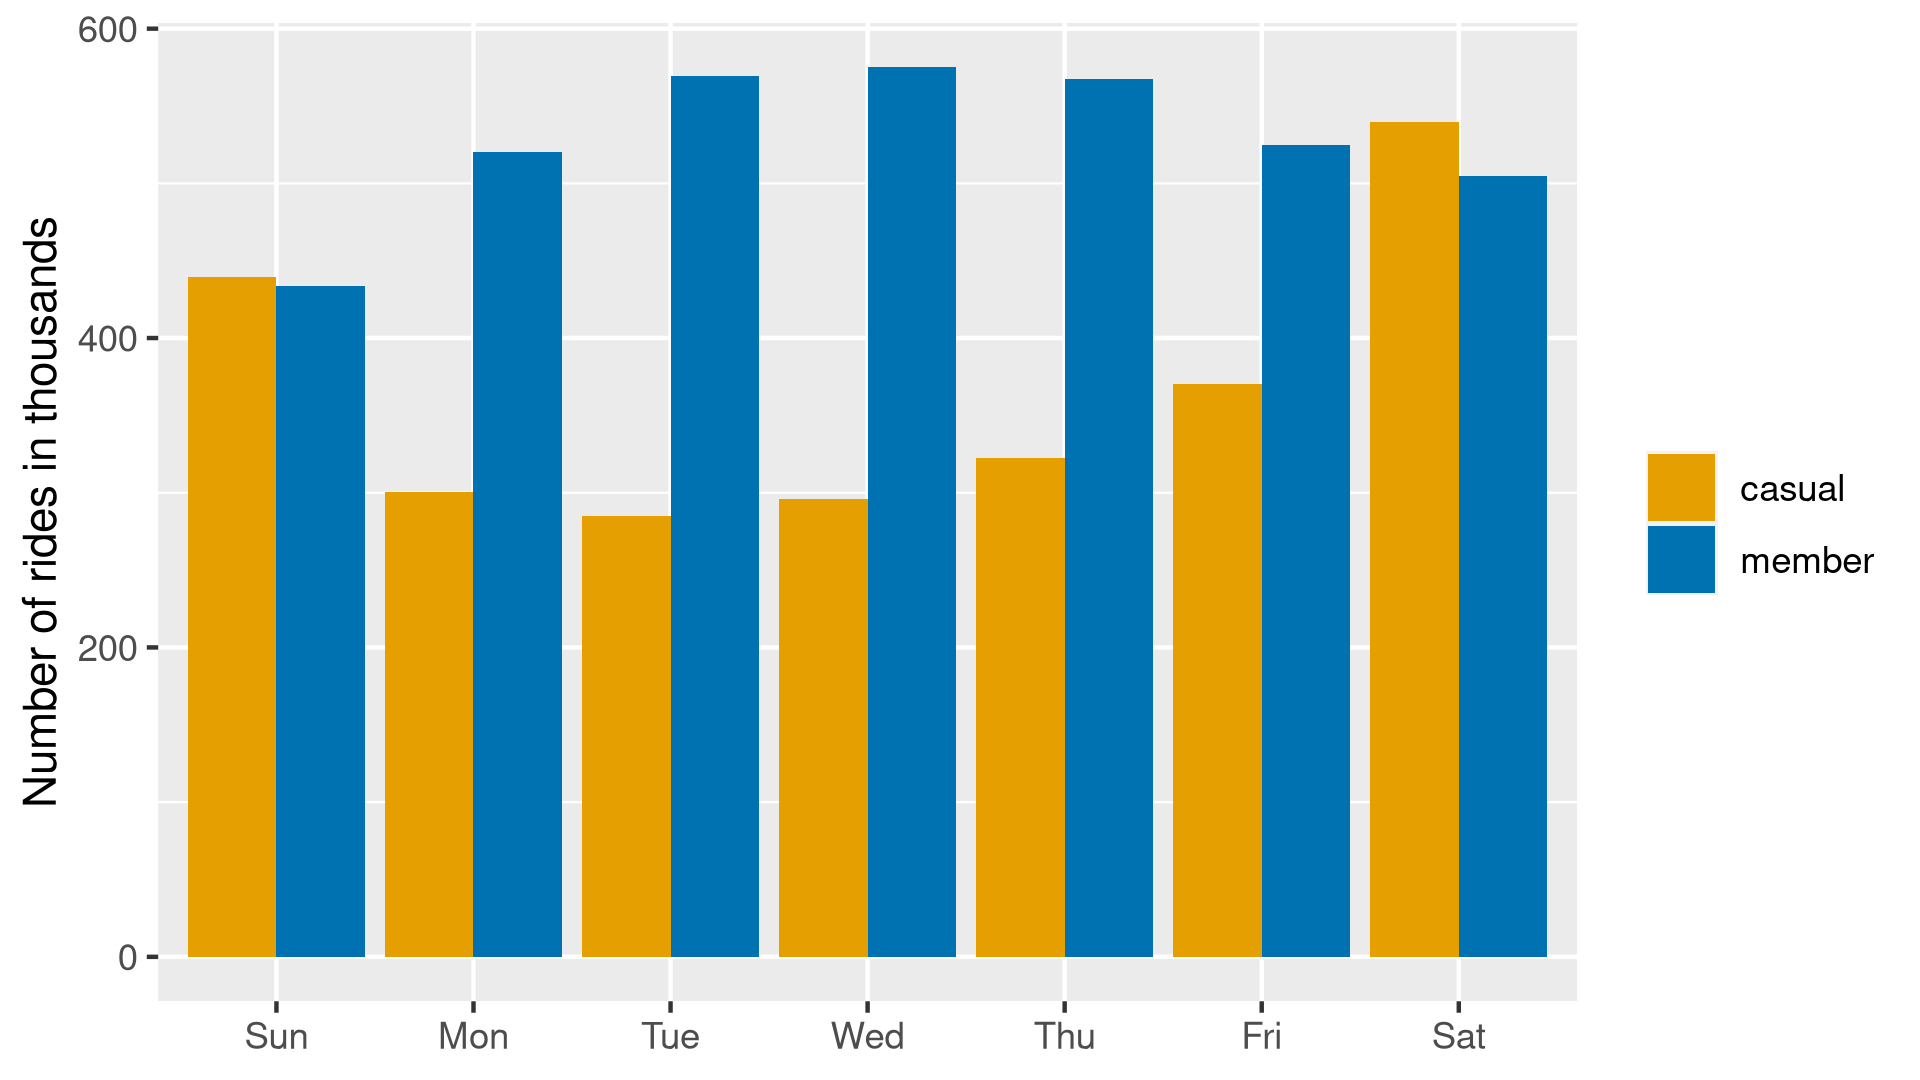 Number of rides in thousands
600
400
200
0
Sun
Mon
Tue
Wed
Thu
Fri
Sat
casual
member